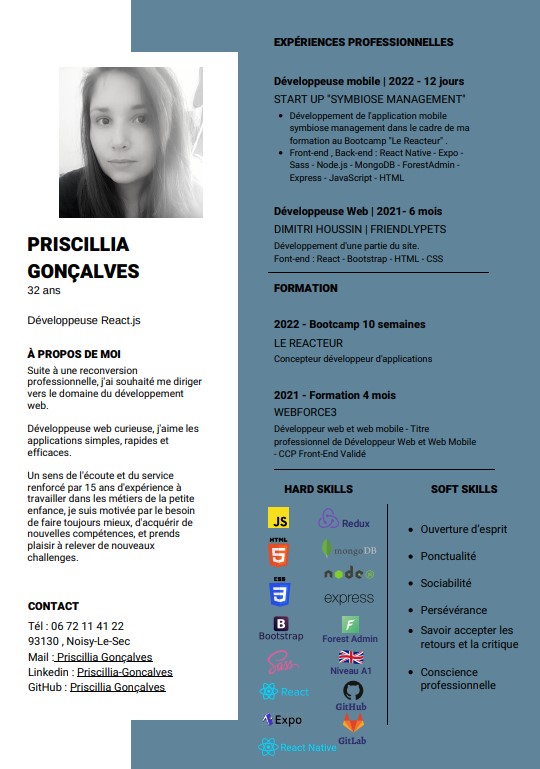 PRISCILLIA
GONÇALVES
32 ans
Développeuse React.js
À PROPOS DE MOI
Suite à une reconversion
professionnelle, j'ai souhaité me diriger
vers le domaine du développement
web.
Développeuse web curieuse, j'aime les
applications simples, rapides et
efficaces.
Un sens de l'écoute et du service
renforcé par 15 ans d'expérience à
travailler dans les métiers de la petite
enfance, je suis motivée par le besoin
de faire toujours mieux, d'acquérir de
nouvelles compétences, et prends
plaisir à relever de nouveaux
challenges.
CONTACT
Tél : 06 72 11 41 22
93130 , Noisy-Le-Sec
Mail : Priscillia Gonçalves
Linkedin : Priscillia-Goncalves
GitHub : Priscillia Gonçalves
EXPÉRIENCES PROFESSIONNELLES
Développeuse mobile | 2022 - 12 jours
START UP "SYMBIOSE MANAGEMENT"
• Développement de l'application mobile
symbiose management dans le cadre de ma
formation au Bootcamp "Le Reacteur" .
• Front-end , Back-end : React Native - Expo -
Sass - Node.js - MongoDB - ForestAdmin -
Express - JavaScript - HTML
Développeuse Web | 2021- 6 mois
DIMITRI HOUSSIN | FRIENDLYPETS
Développement d'une partie du site.
Font-end : React - Bootstrap - HTML - CSS
FORMATION
2022 - Bootcamp 10 semaines
LE REACTEUR
Concepteur développeur d'applications
2021 - Formation 4 mois
WEBFORCE3
Développeur web et web mobile - Titre
professionnel de Développeur Web et Web Mobile
- CCP Front-End Validé
HARD SKILLS
JS
Redux
HTML
5
mongoDB
CSS
3
node
express
B
Bootstrap
F
Forest Admin
Sass
Niveau A1
React
GitHub
Expo
GitLab
React Native
SOFT SKILLS
• Ouverture d'esprit
• Ponctualité
• Sociabilité
• Persévérance
• Savoir accepter les
retours et la critique
• Conscience
professionnelle